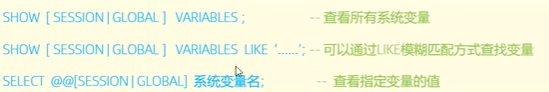 SHOW [ SESSION | GLOBAL ] VARIABLES ; -- 查看所有系统变量
SHOW [ SESSION | GLOBAL ] VARIABLES LIKE '......'; -- 可以通过LIKE模糊匹配方式查找变量
SELECT @@[SESSION | GLOBAL] 系统变量名; -- 查看指定变量的值